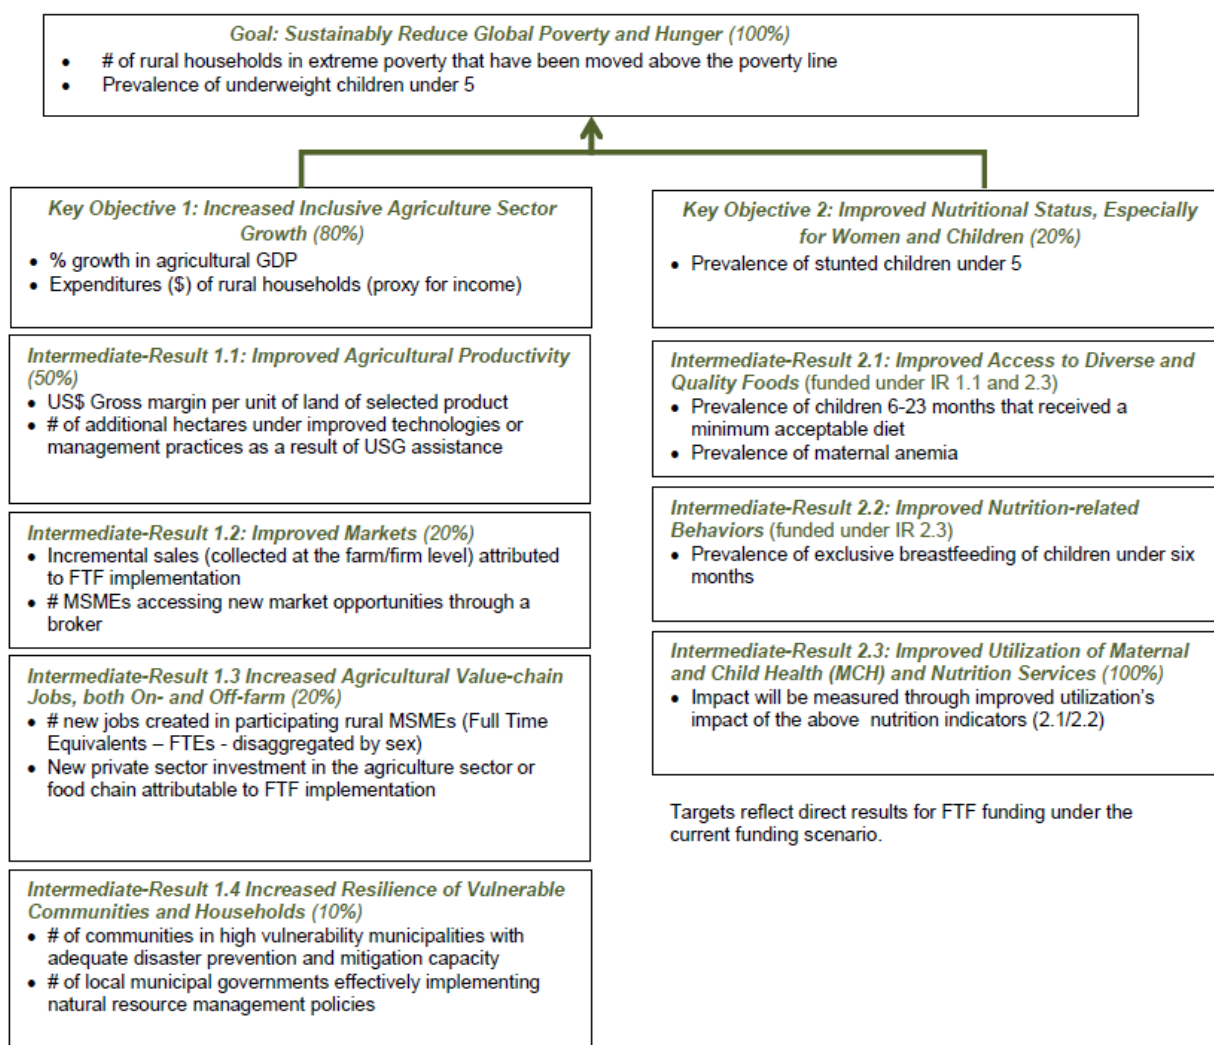 Goal: Sustainably Reduce Global Poverty and Hunger (100%)
• # of rural households in extreme poverty that have been moved above the poverty line
• Prevalence of underweight children under 5
Key Objective 1: Increased Inclusive Agriculture Sector
Growth (80%)
• % growth in agricultural GDP
• Expenditures ($) of rural households (proxy for income)
Intermediate-Result 1.1: Improved Agricultural Productivity
(50%)
• US$ Gross margin per unit of land of selected product
• # of additional hectares under improved technologies or
management practices as a result of USG assistance
Intermediate-Result 1.2: Improved Markets (20%)
• Incremental sales (collected at the farm/firm level) attributed
to FTF implementation
• # MSMEs accessing new market opportunities through a
broker
Intermediate-Result 1.3 Increased Agricultural Value-chain
Jobs, both On- and Off-farm (20%)
• # new jobs created in participating rural MSMEs (Full Time
Equivalents – FTEs - disaggregated by sex)
• New private sector investment in the agriculture sector or
food chain attributable to FTF implementation
Intermediate-Result 1.4 Increased Resilience of Vulnerable
Communities and Households (10%)
• # of communities in high vulnerability municipalities with
adequate disaster prevention and mitigation capacity
• # of local municipal governments effectively implementing
natural resource management policies
Key Objective 2: Improved Nutritional Status, Especially
for Women and Children (20%)
• Prevalence of stunted children under 5
Intermediate-Result 2.1: Improved Access to Diverse and
Quality Foods (funded under IR 1.1 and 2.3)
• Prevalence of children 6-23 months that received a
minimum acceptable diet
• Prevalence of maternal anemia
Intermediate-Result 2.2: Improved Nutrition-related
Behaviors (funded under IR 2.3)
• Prevalence of exclusive breastfeeding of children under six
months
Intermediate-Result 2.3: Improved Utilization of Maternal
and Child Health (MCH) and Nutrition Services (100%)
• Impact will be measured through improved utilization’s
impact of the above nutrition indicators (2.1/2.2)
Targets reflect direct results for FTF funding under the
current funding scenario.